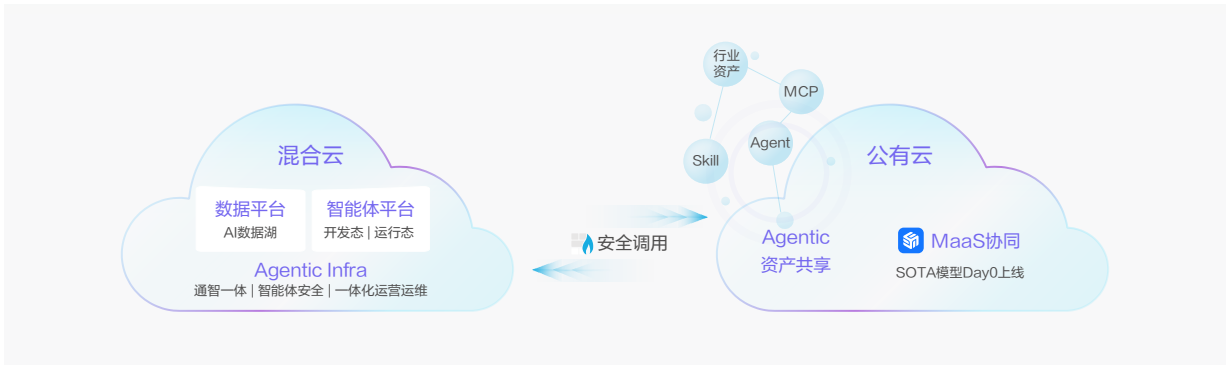 混合云
数据平台
AI数据湖
智能体平台
开发态 | 运行态
Agentic Infra
通智一体 | 智能体安全 | 一体化运营运维
安全调用
行业
资产
MCP
Agent
Skill
公有云
Agentic
资产共享
MaaS协同
SOTA模型Day0上线